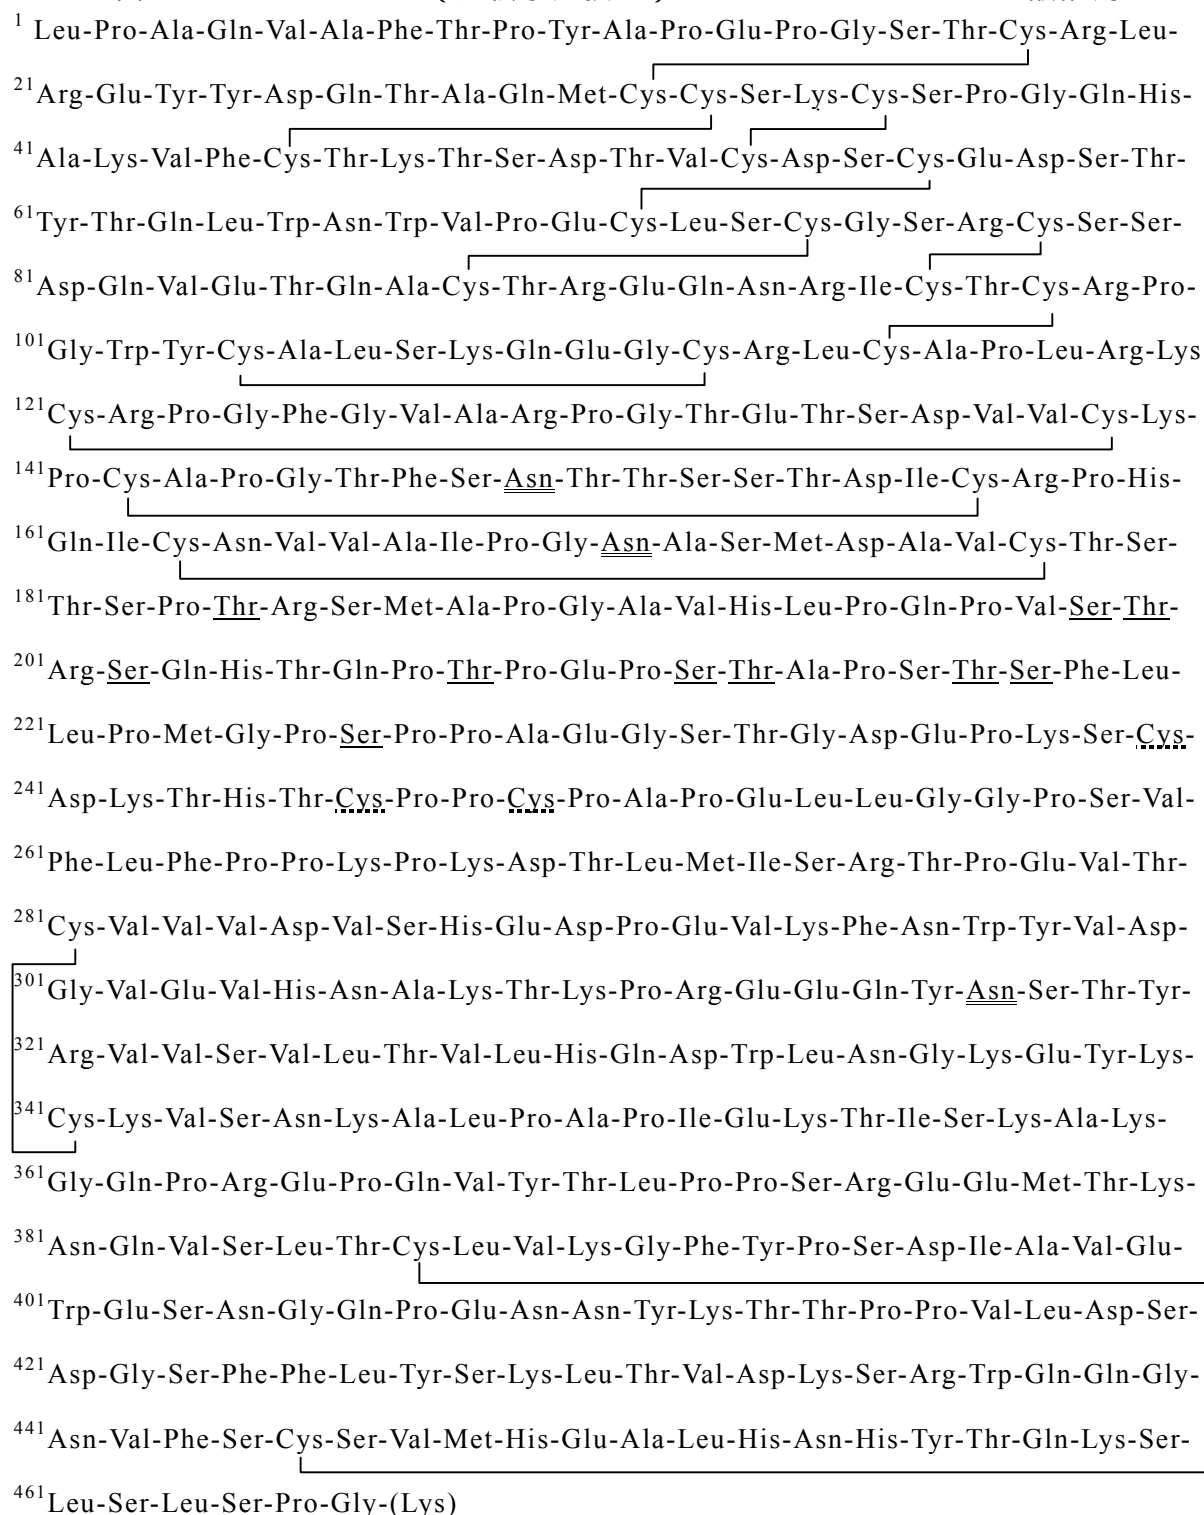 1 Leu-Pro-Ala-Gln-Val-Ala-Phe-Thr-Pro-Tyr-Ala-Pro-Glu-Pro-Gly-Ser-Thr-Cys-Arg-Leu-
21 Arg-Glu-Tyr-Tyr-Asp-Gln-Thr-Ala-Gln-Met-Cys-Cys-Ser-Lys-Cys-Ser-Pro-Gly-Gln-His-
41 Ala-Lys-Val-Phe-Cys-Thr-Lys-Thr-Ser-Asp-Thr-Val-Cys-Asp-Ser-Cys-Glu-Asp-Ser-Thr-
61 Tyr-Thr-Gln-Leu-Trp-Asn-Trp-Val-Pro-Glu-Cys-Leu-Ser-Cys-Gly-Ser-Arg-Cys-Ser-Ser-
81 Asp-Gln-Val-Glu-Thr-Gln-Ala-Cys-Thr-Arg-Glu-Gln-Asn-Arg-Ile-Cys-Thr-Cys-Arg-Pro-
101 Gly-Trp-Tyr-Cys-Ala-Leu-Ser-Lys-Gln-Glu-Gly-Cys-Arg-Leu-Cys-Ala-Pro-Leu-Arg-Lys
121 Cys-Arg-Pro-Gly-Phe-Gly-Val-Ala-Arg-Pro-Gly-Thr-Glu-Thr-Ser-Asp-Val-Val-Cys-Lys-
141 Pro-Cys-Ala-Pro-Gly-Thr-Phe-Ser-Asn-Thr-Thr-Ser-Ser-Thr-Asp-Ile-Cys-Arg-Pro-His-
161 Gln-Ile-Cys-Asn-Val-Val-Ala-Ile-Pro-Gly-Asn-Ala-Ser-Met-Asp-Ala-Val-Cys-Thr-Ser-
181 Thr-Ser-Pro-Thr-Arg-Ser-Met-Ala-Pro-Gly-Ala-Val-His-Leu-Pro-Gln-Pro-Val-Ser-Thr-
201 Arg-Ser-Gln-His-Thr-Gln-Pro-Thr-Pro-Glu-Pro-Ser-Thr-Ala-Pro-Ser-Thr-Ser-Phe-Leu-
221 Leu-Pro-Met-Gly-Pro-Ser-Pro-Pro-Ala-Glu-Gly-Ser-Thr-Gly-Asp-Glu-Pro-Lys-Ser-Cys-
241 Asp-Lys-Thr-His-Thr-Cys-Pro-Pro-Cys-Pro-Ala-Pro-Glu-Leu-Leu-Gly-Gly-Pro-Ser-Val-
261 Phe-Leu-Phe-Pro-Pro-Lys-Pro-Lys-Asp-Thr-Leu-Met-Ile-Ser-Arg-Thr-Pro-Glu-Val-Thr-
281 Cys-Val-Val-Val-Asp-Val-Ser-His-Glu-Asp-Pro-Glu-Val-Lys-Phe-Asn-Trp-Tyr-Val-Asp-
301 Gly-Val-Glu-Val-His-Asn-Ala-Lys-Thr-Lys-Pro-Arg-Glu-Glu-Gln-Tyr-Asn-Ser-Thr-Tyr-
321 Arg-Val-Val-Ser-Val-Leu-Thr-Val-Leu-His-Gln-Asp-Trp-Leu-Asn-Gly-Lys-Glu-Tyr-Lys-
341 Cys-Lys-Val-Ser-Asn-Lys-Ala-Leu-Pro-Ala-Pro-Ile-Glu-Lys-Thr-Ile-Ser-Lys-Ala-Lys-
361 Gly-Gln-Pro-Arg-Glu-Pro-Gln-Val-Tyr-Thr-Leu-Pro-Pro-Ser-Arg-Glu-Glu-Met-Thr-Lys-
381 Asn-Gln-Val-Ser-Leu-Thr-Cys-Leu-Val-Lys-Gly-Phe-Tyr-Pro-Ser-Asp-Ile-Ala-Val-Glu-
401 Trp-Glu-Ser-Asn-Gly-Gln-Pro-Glu-Asn-Asn-Tyr-Lys-Thr-Thr-Pro-Pro-Val-Leu-Asp-Ser-
421 Asp-Gly-Ser-Phe-Phe-Leu-Tyr-Ser-Lys-Leu-Thr-Val-Asp-Lys-Ser-Arg-Trp-Gln-Gln-Gly-
441 Asn-Val-Phe-Ser-Cys-Ser-Val-Met-His-Glu-Ala-Leu-His-Asn-His-Tyr-Thr-Gln-Lys-Ser-
461 Leu-Ser-Leu-Ser-Pro-Gly-(Lys)